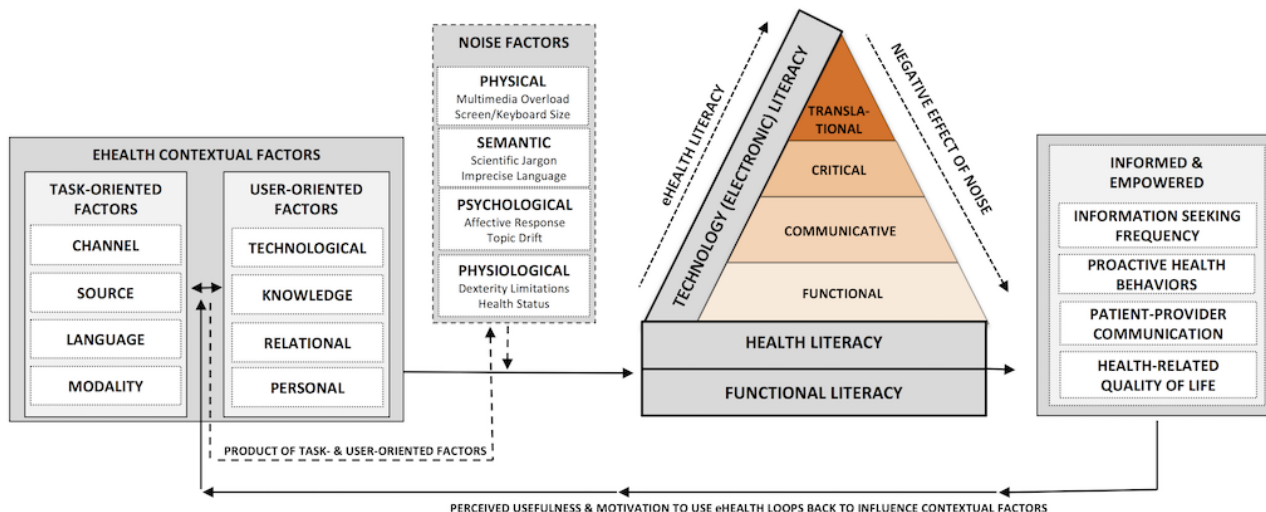 EHEALTH CONTEXTUAL FACTORS
TASK-ORIENTED
FACTORS
CHANNEL
SOURCE
LANGUAGE
MODALITY
USER-ORIENTED
FACTORS
TECHNOLOGICAL
KNOWLEDGE
RELATIONAL
PERSONAL
PRODUCT OF TASK- & USER-ORIENTED FACTORS
NOISE FACTORS
PHYSICAL
Multimedia Overload
Screen/Keyboard Size
SEMANTIC
Scientific Jargon
Imprecise Language
PSYCHOLOGICAL
Affective Response
Topic Drift
PHYSIOLOGICAL
Dexterity Limitations
Health Status
eHEALTH LITERACY
TECHNOLOGY (ELECTRONIC) LITERACY
TRANSLA-
TIONAL
CRITICAL
COMMUNICATIVE
FUNCTIONAL
NEGATIVE EFFECT OF NOISE
HEALTH LITERACY
FUNCTIONAL LITERACY
INFORMED &
EMPOWERED
INFORMATION SEEKING
FREQUENCY
PROACTIVE HEALTH
BEHAVIORS
PATIENT-PROVIDER
COMMUNICATION
HEALTH-RELATED
QUALITY OF LIFE
PERCEIVED USEFULNESS & MOTIVATION TO USE eHEALTH LOOPS BACK TO INFLUENCE CONTEXTUAL FACTORS